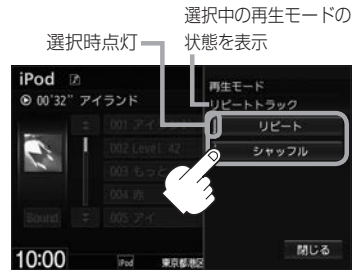 選択中の再生モードの
状態を表示
選択時点灯
iPod
00'32" アイランド
001 アイ
002 Level 42
003 もっと
004 赤
005 アイ
Sound
再生モード
リピートトラック
リピート
シャッフル
閉じる
10:00
iPod
東京都港区